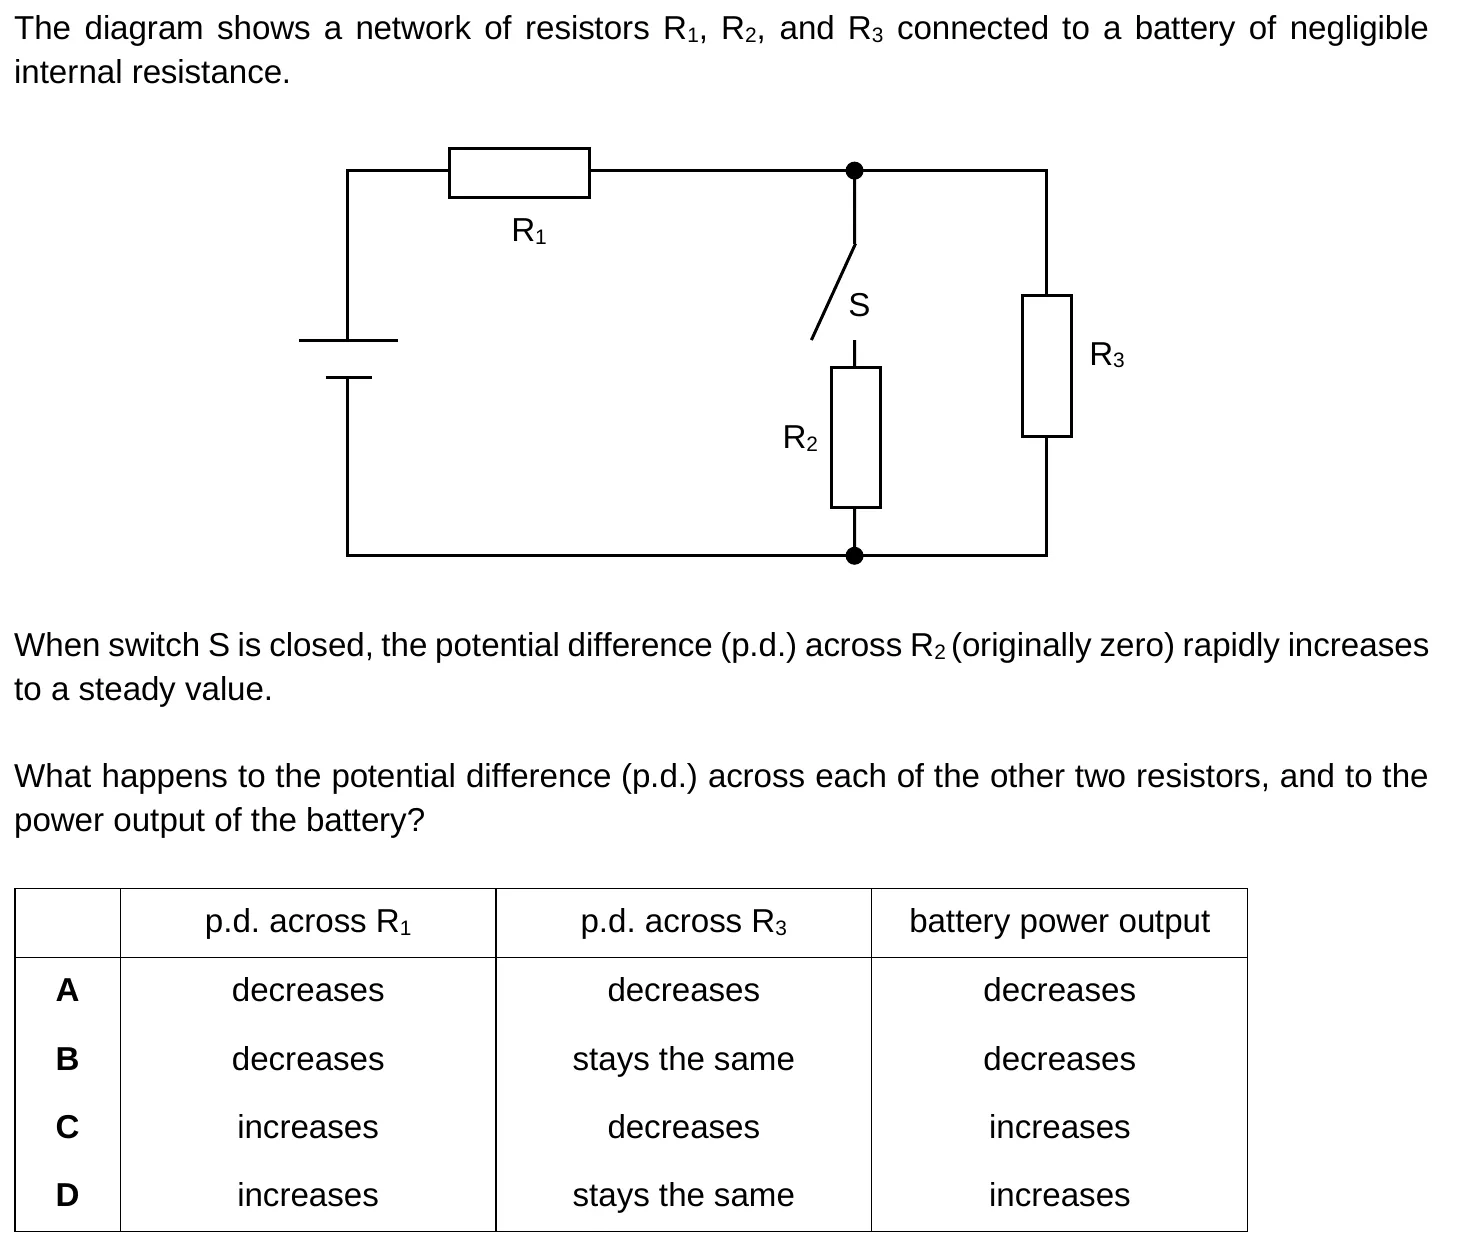 The diagram shows a network of resistors R₁, R₂, and R₃ connected to a battery of negligible
internal resistance.
R₁
S
R₃
R₂
When switch S is closed, the potential difference (p.d.) across R₂ (originally zero) rapidly increases
to a steady value.
What happens to the potential difference (p.d.) across each of the other two resistors, and to the
power output of the battery?
p.d. across R₁ p.d. across R₃ battery power output
A decreases decreases decreases
B decreases stays the same decreases
C increases decreases increases
D increases stays the same increases